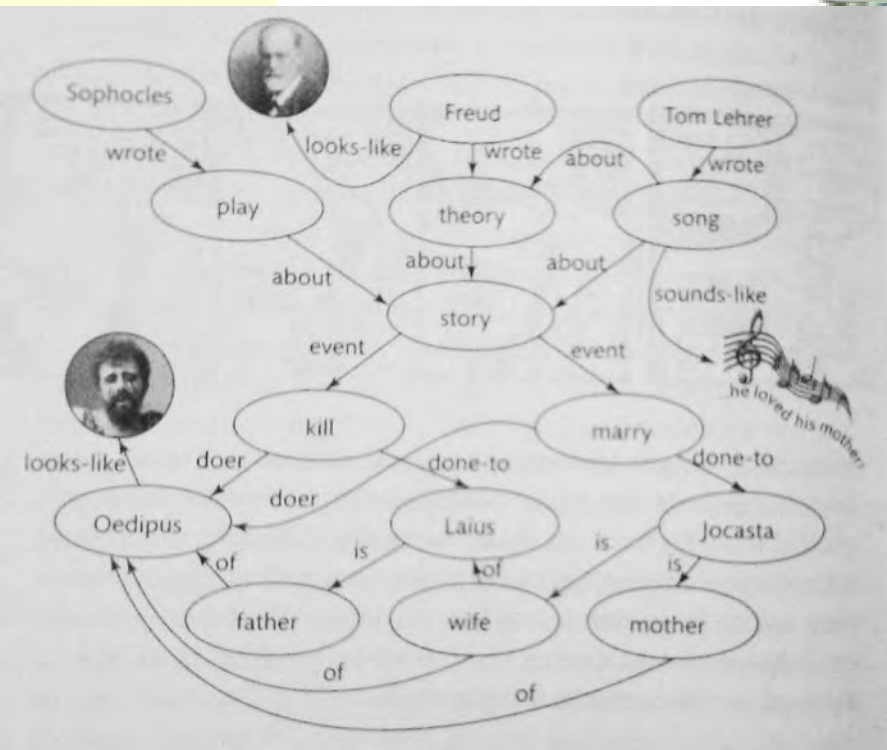 Sophocles
Freud
Tom Lehrer
wrote
looks-like
wrote
about
wrote
play
theory
song
about
about
about
sounds-like
story
event
event
...he loved his mother!
kill
marry
looks-like
doer
done-to
done-to
doer
Oedipus
Laius
Jocasta
of
is
of
is
is
father
wife
mother
of
of